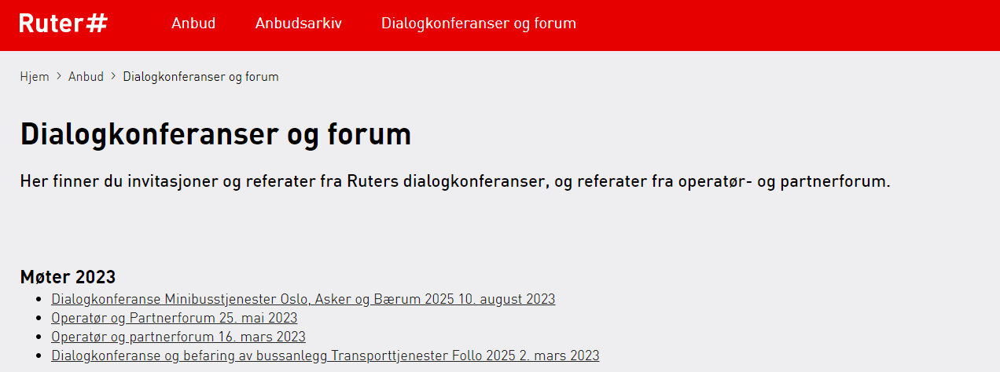 Ruter# Anbud Anbudsarkiv Dialogkonferanser og forum
Hjem > Anbud > Dialogkonferanser og forum
Dialogkonferanser og forum
Her finner du invitasjoner og referater fra Ruters dialogkonferanser, og referater fra operatør- og partnerforum.
Møter 2023
• Dialogkonferanse Minibusstjenester Oslo, Asker og Bærum 2025 10. august 2023
• Operatør og Partnerforum 25. mai 2023
• Operatør og partnerforum 16. mars 2023
• Dialogkonferanse og befaring av bussanlegg Transporttjenester Follo 2025 2. mars 2023